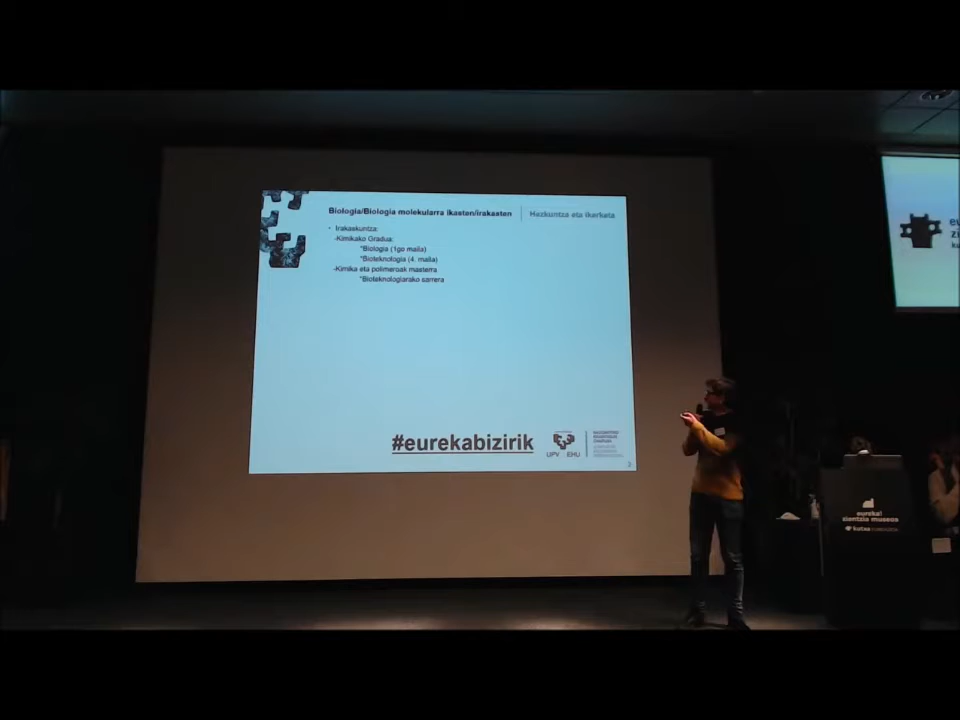 Biologia/Biologia molekularra ikasten/irakasten
Hezkuntza eta ikerketa
• Irakaskuntza:
-Kimikako Gradua:
*Biologia (1go maila)
*Bioteknologia (4. maila)
-Kimika eta polimeroak masterra
*Bioteknologiarako sarrera
#eurekabizirik
UPV EHU
eureka!
zientzia museoa
kutxa